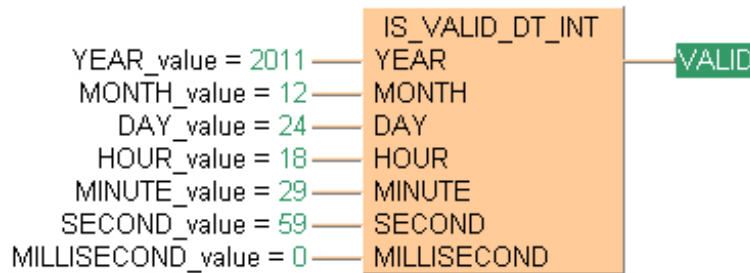 IS_VALID_DT_INT
YEAR_value = 2011 YEAR VALID
MONTH_value = 12 MONTH
DAY_value = 24 DAY
HOUR_value = 18 HOUR
MINUTE_value = 29 MINUTE
SECOND_value = 59 SECOND
MILLISECOND_value = 0 MILLISECOND